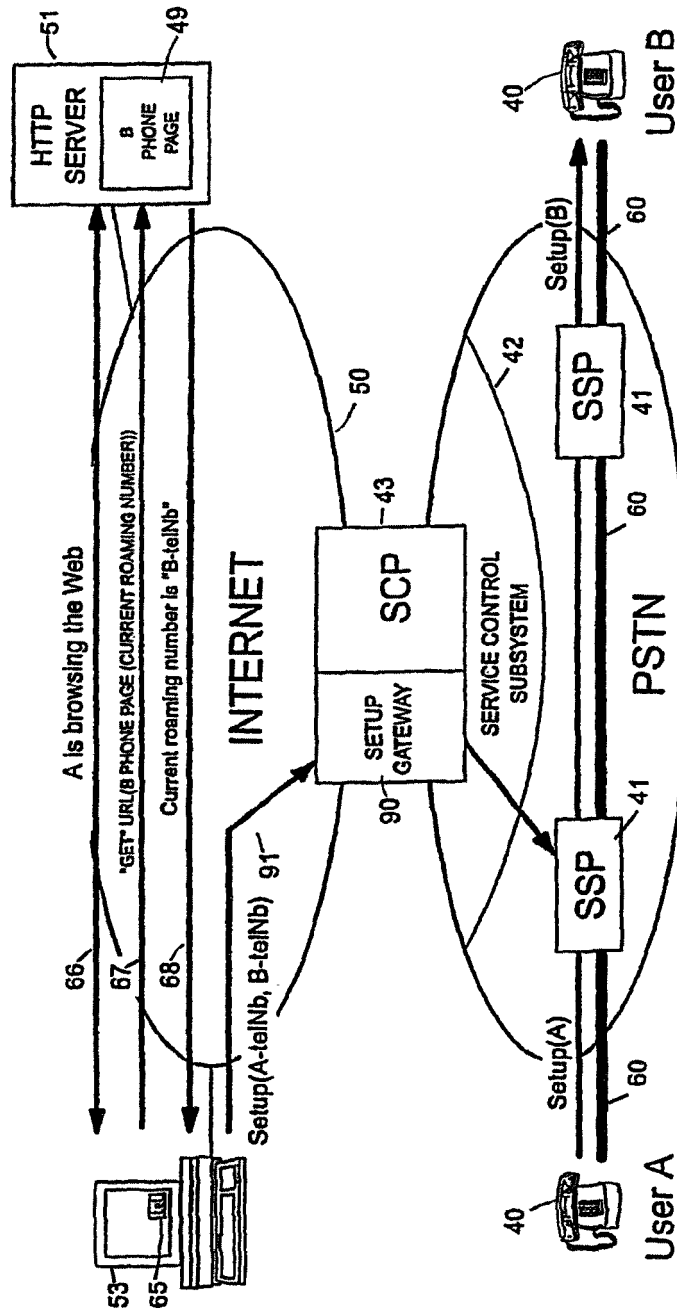 51
HTTP
SERVER
49
B
PHONE
PAGE
53
65
66
A is browsing the Web
67
"GET" URL(B PHONE PAGE (CURRENT ROAMING NUMBER))
68
Current roaming number is "B-telNb"
Setup(A-telNb, B-telNb)
91
INTERNET
50
SETUP
GATEWAY
90
SCP
43
SERVICE CONTROL
SUBSYSTEM
42
40
User A
Setup(A)
60
SSP
41
PSTN
60
SSP
41
Setup(B)
60
40
User B